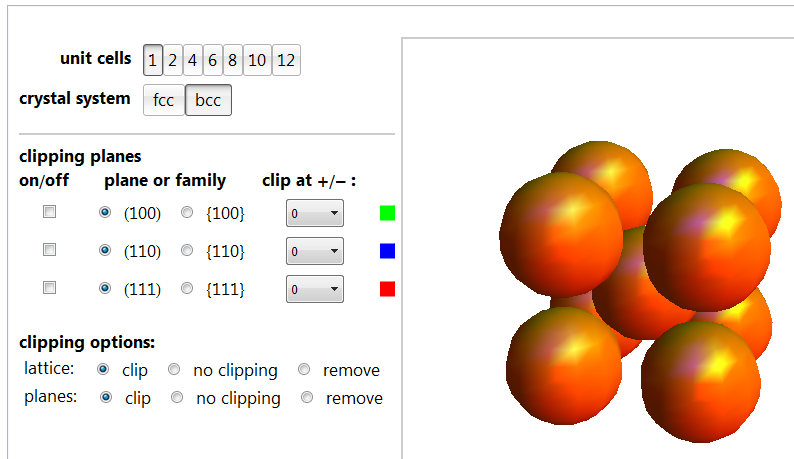 unit cells 1 2 4 6 8 10 12
crystal system fcc bcc
clipping planes
on/off plane or family clip at +/− :
(100) {100} 0
(110) {110} 0
(111) {111} 0
clipping options:
lattice: clip no clipping remove
planes: clip no clipping remove